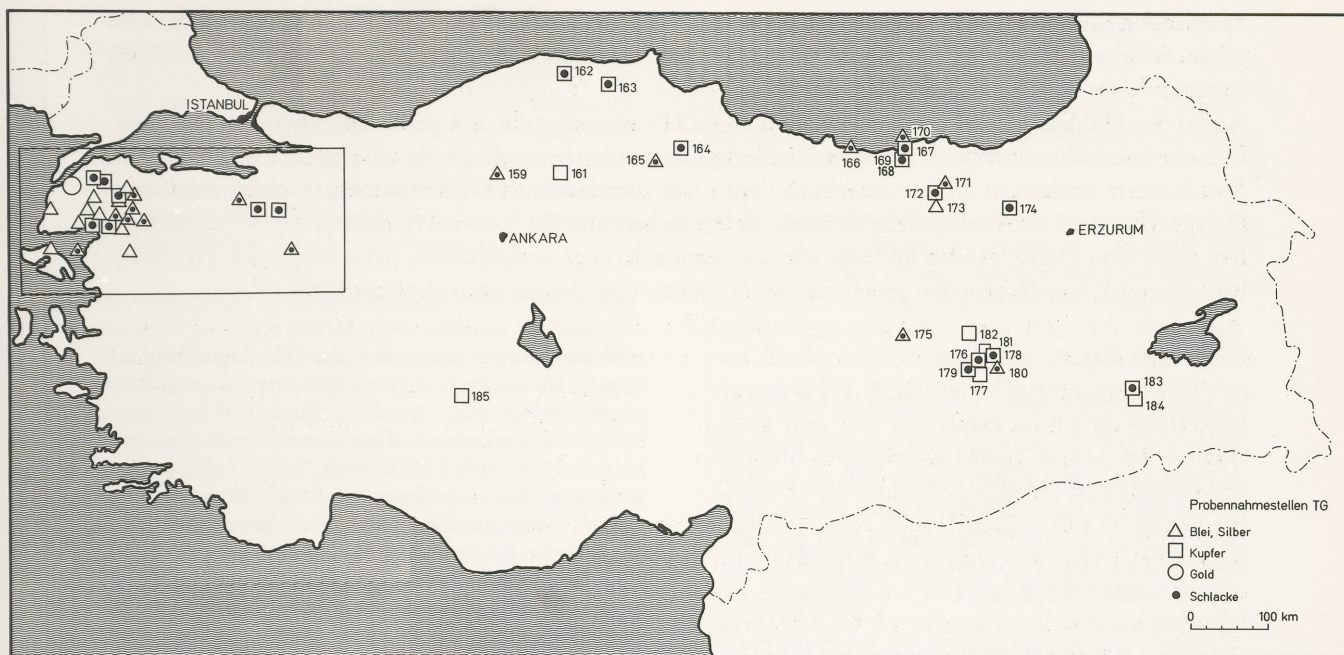 162
163
ISTANBUL
170
164
166
167
165
169
168
159
161
171
172
173
174
ANKARA
ERZURUM
175
182
181
176
178
179
180
177
183
185
184
Probennahmestellen TG
Blei, Silber
Kupfer
Gold
Schlacke
0 100 km